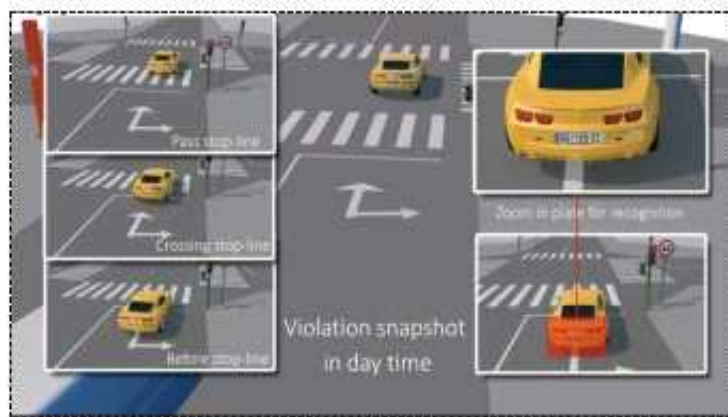 Pass stop-line
Crossing stop-line
Before stop-line
Zoom in plate for recognition
Violation snapshot
in day time